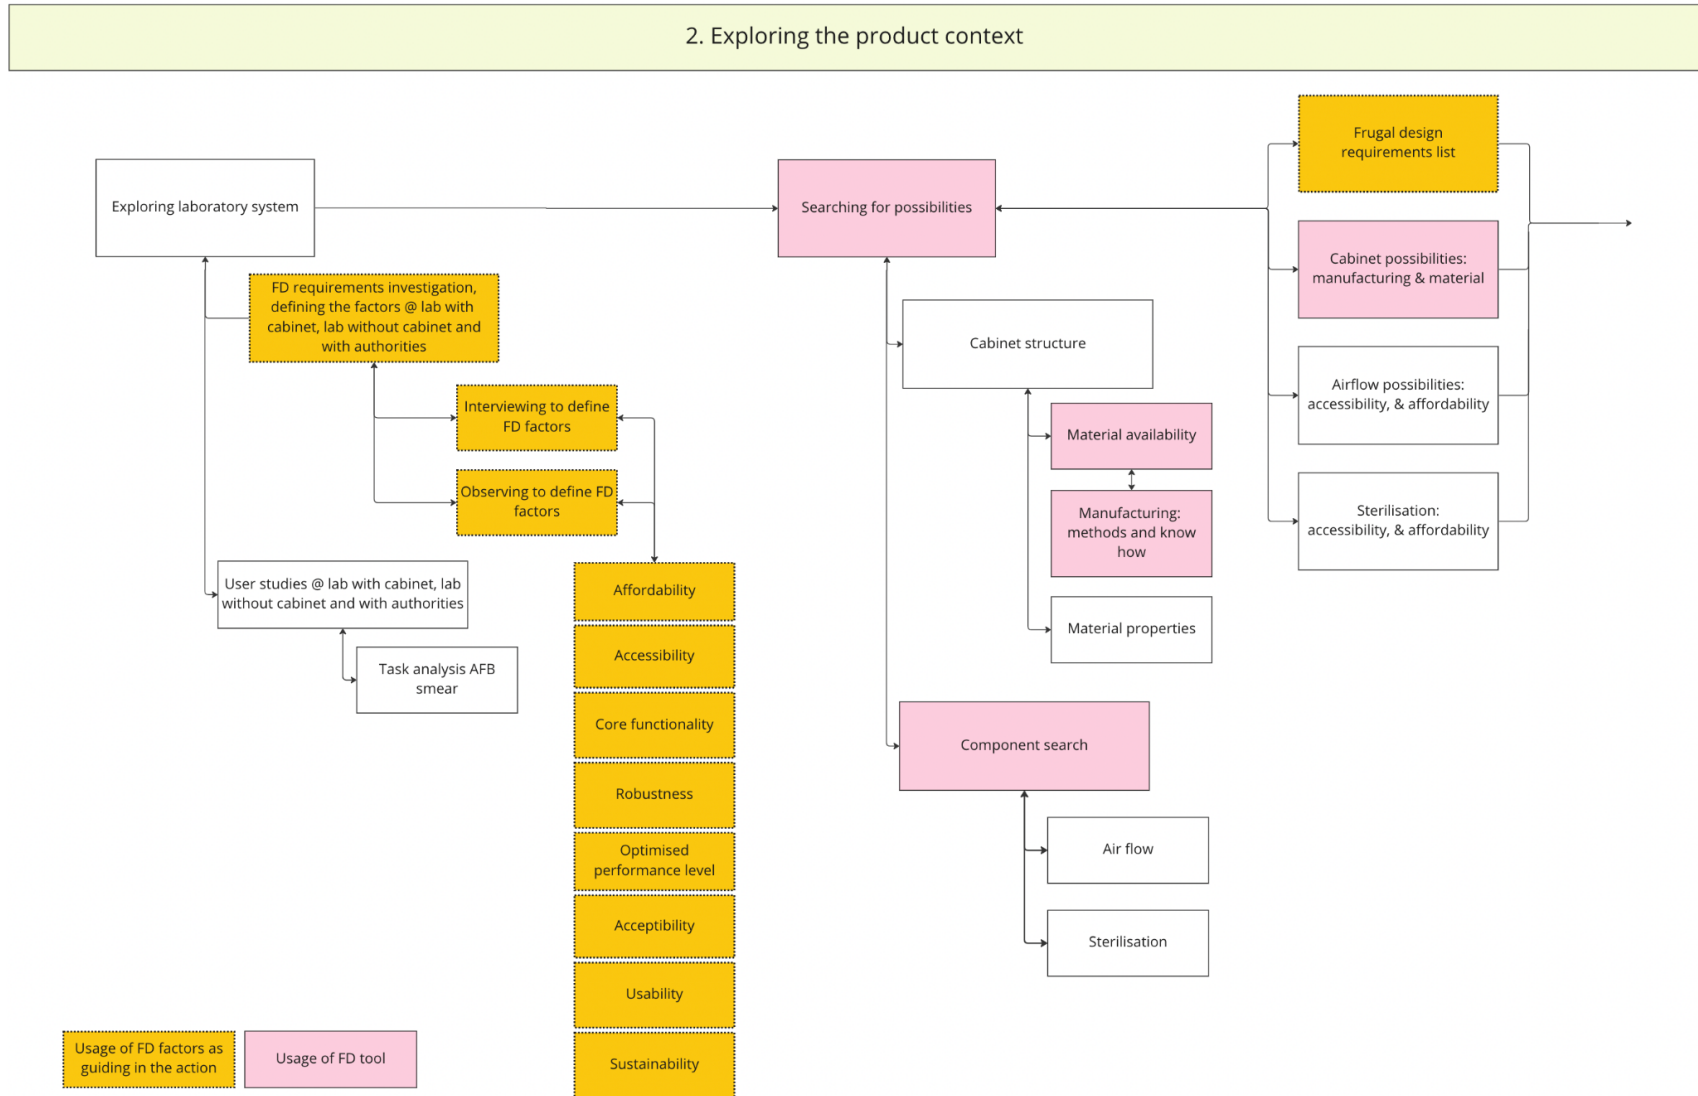 2. Exploring the product context
Exploring laboratory system
FD requirements investigation,
defining the factors @ lab with
cabinet, lab without cabinet and
with authorities
Interviewing to define
FD factors
Observing to define FD
factors
User studies @ lab with cabinet, lab
without cabinet and with authorities
Task analysis AFB
smear
Affordability
Accessibility
Core functionality
Robustness
Optimised
performance level
Acceptibility
Usability
Sustainability
Searching for possibilities
Cabinet structure
Material availability
Manufacturing:
methods and know
how
Material properties
Component search
Air flow
Sterilisation
Frugal design
requirements list
Cabinet possibilities:
manufacturing & material
Airflow possibilities:
accessibility, & affordability
Sterilisation:
accessibility, & affordability
Usage of FD factors as
guiding in the action
Usage of FD tool